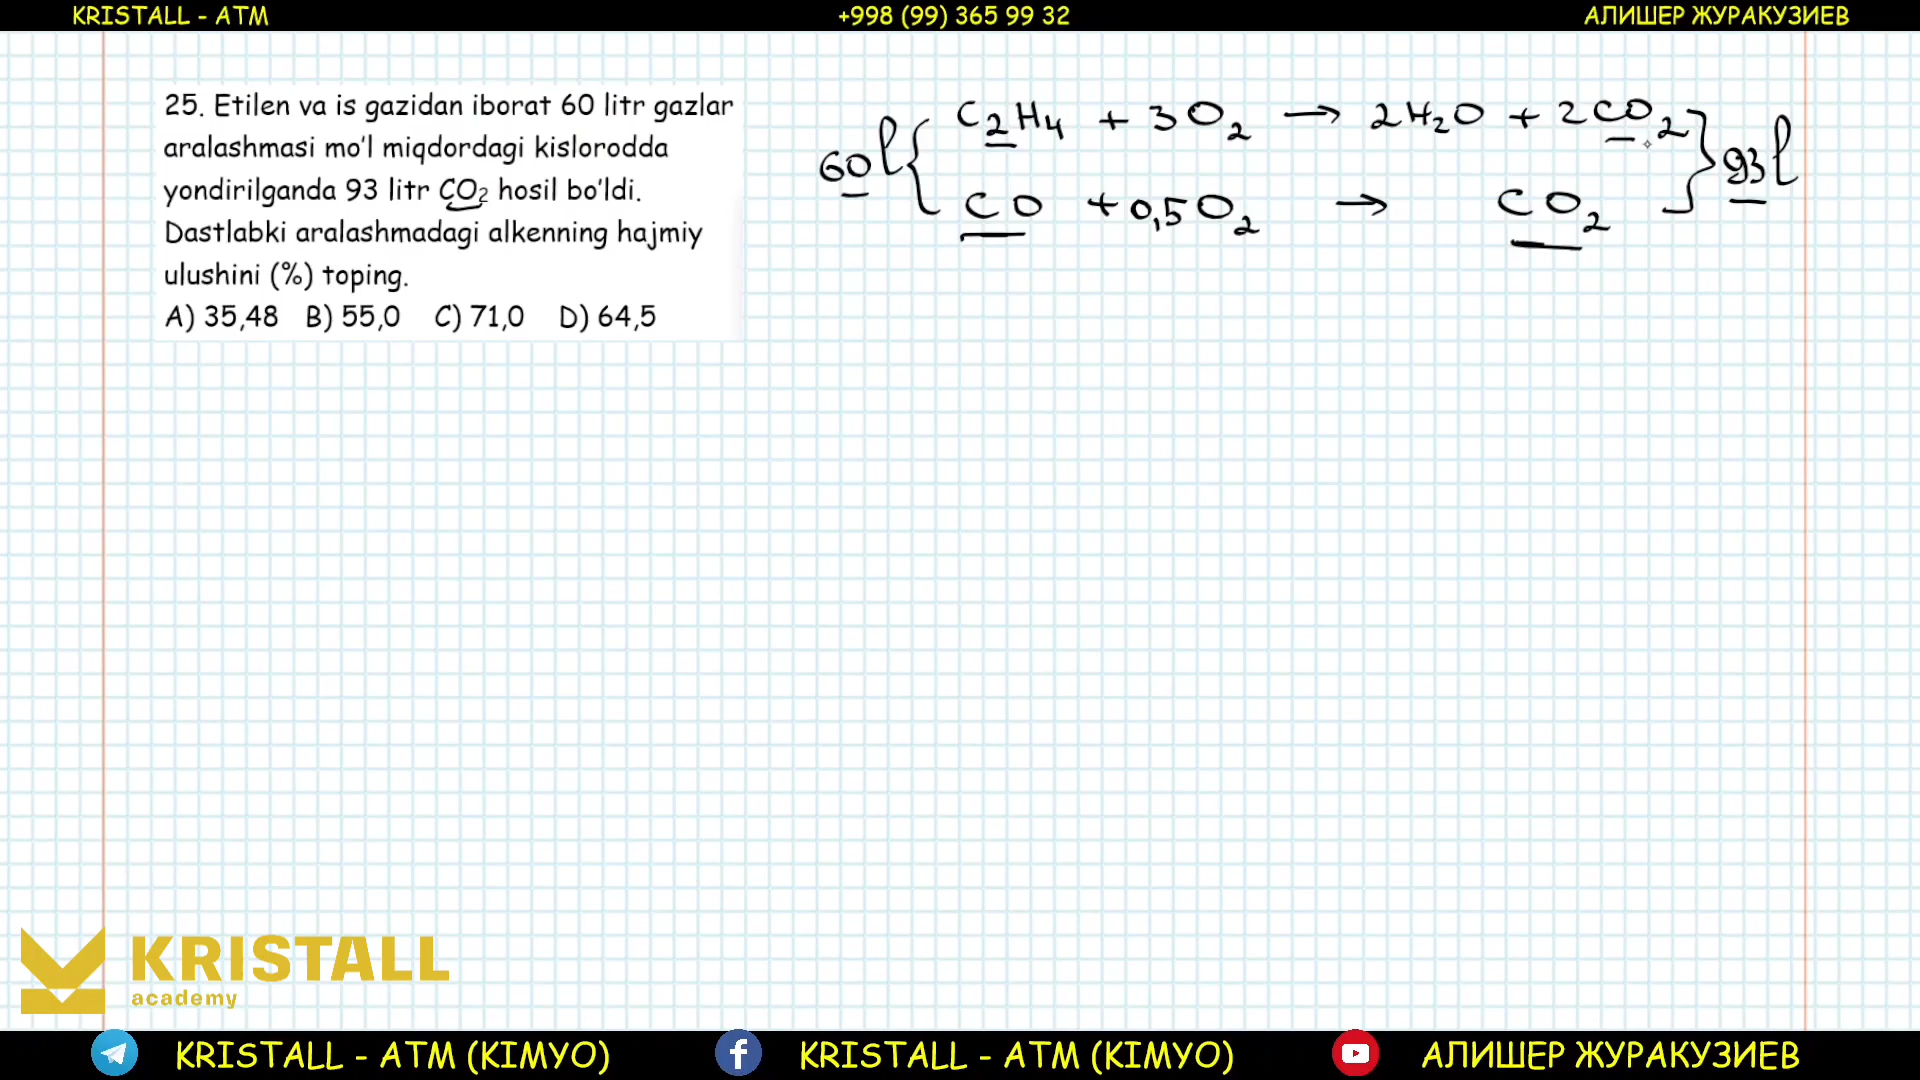 KRISTALL - ATM
+998 (99) 365 99 32
АЛИШЕР ЖУРАКУЗИЕВ
25. Etilen va is gazidan iborat 60 litr gazlar
aralashmasi mo'l miqdordagi kislorodda
yondirilganda 93 litr CO₂ hosil bo'ldi.
Dastlabki aralashmadagi alkenning hajmiy
ulushini (%) toping.
A) 35,48 B) 55,0 C) 71,0 D) 64,5
C₂H₄ + 3O₂ → 2H₂O + 2CO₂
60 l { } 93 l
CO + 0,5O₂ → CO₂
KRISTALL
academy
KRISTALL - ATM (KIMYO)
KRISTALL - ATM (KIMYO)
АЛИШЕР ЖУРАКУЗИЕВ